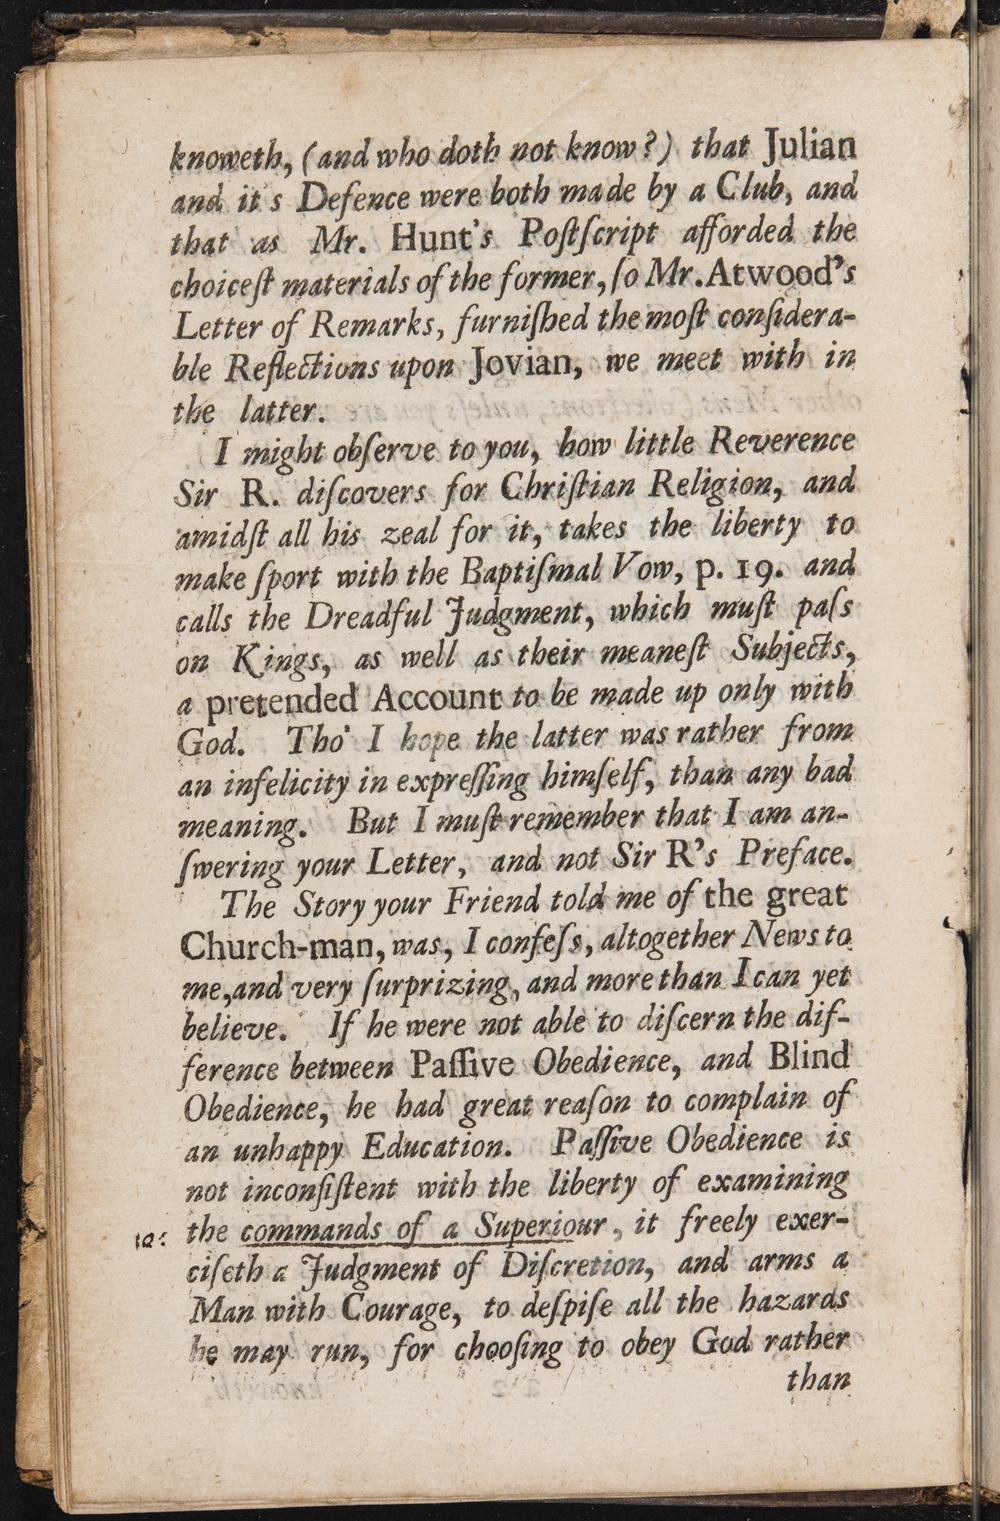 knoweth, (and who doth not know?) that Julian
and it's Defence were both made by a Club, and
that as Mr. Hunt's Poſtſcript afforded the
choiceſt materials of the former, ſo Mr. Atwood's
Letter of Remarks, furniſhed the moſt conſidera-
ble Reflections upon Jovian, we meet with in
the latter.
I might obſerve to you, how little Reverence
Sir R. diſcovers for Chriſtian Religion, and
amidſt all his zeal for it, takes the liberty to
make ſport with the Baptiſmal Vow, p. 19. and
calls the Dreadful Judgment, which muſt paſs
on Kings, as well as their meaneſt Subjects,
a pretended Account to be made up only with
God. Tho' I hope the latter was rather from
an infelicity in expreſſing himſelf, than any bad
meaning. But I muſt remember that I am an-
ſwering your Letter, and not Sir R's Preface.
The Story your Friend told me of the great
Church-man, was, I confeſs, altogether News to
me, and very ſurprizing, and more than I can yet
believe. If he were not able to diſcern the dif-
ference between Paſſive Obedience, and Blind
Obedience, he had great reaſon to complain of
an unhappy Education. Paſſive Obedience is
not inconſiſtent with the liberty of examining
the commands of a Superiour, it freely exer-
ciſeth a Judgment of Diſcretion, and arms a
Man with Courage, to deſpiſe all the hazards
he may run, for chooſing to obey God rather
than